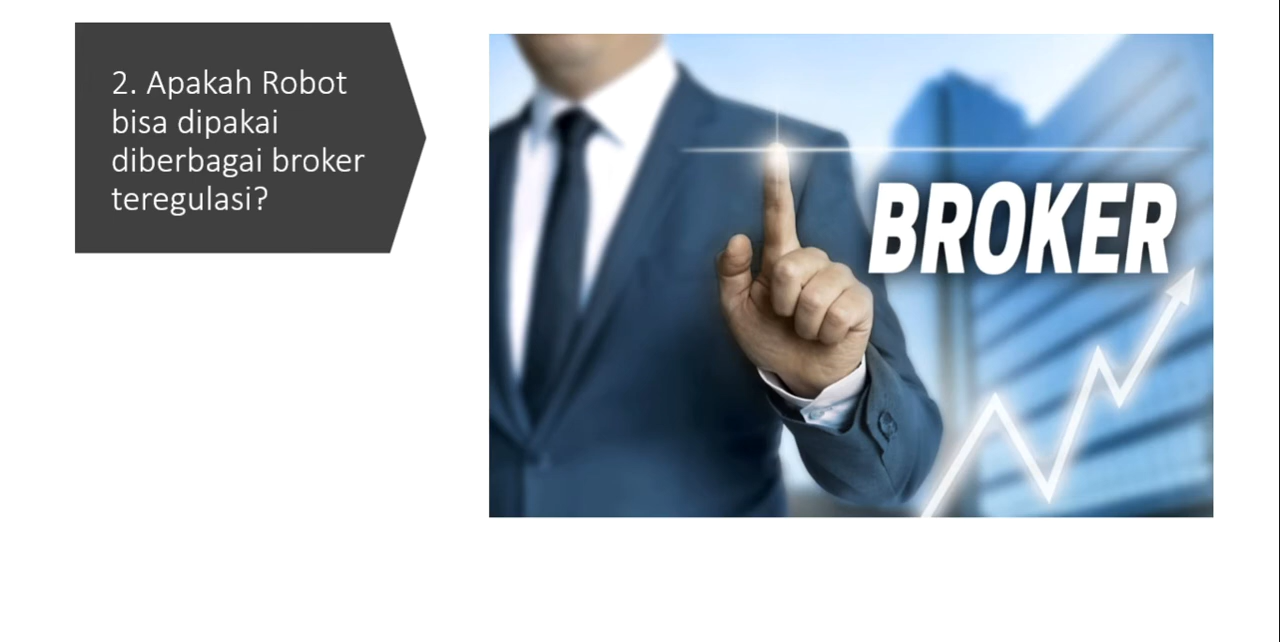 2. Apakah Robot
bisa dipakai
diberbagai broker
teregulasi?
BROKER